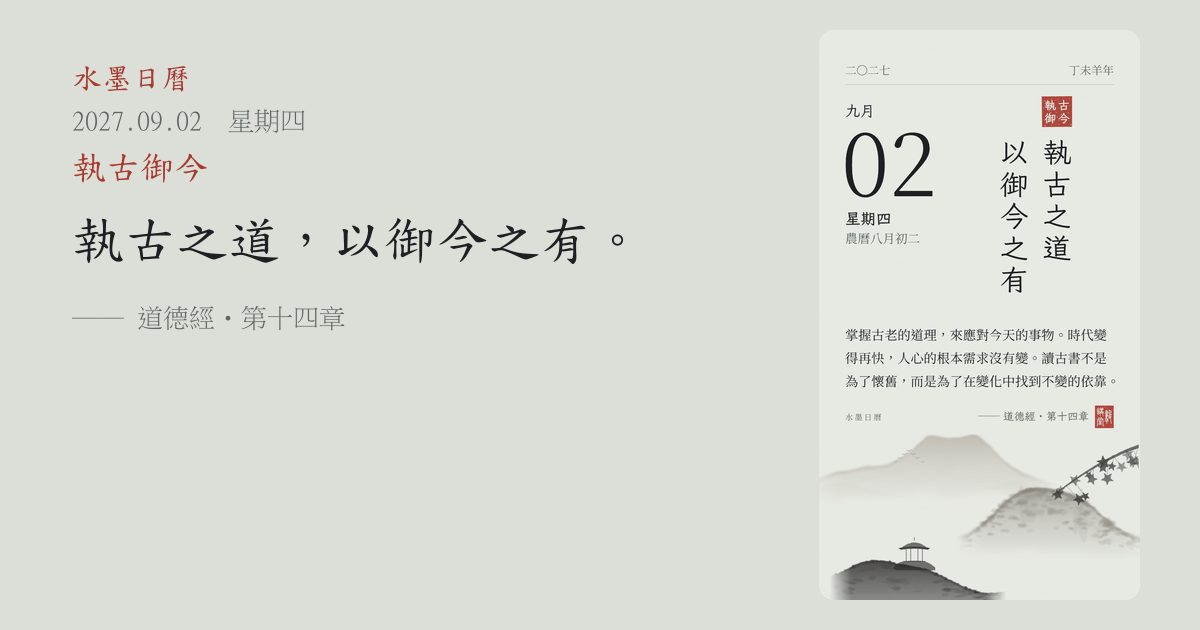 水墨日曆
2027.09.02 星期四
執古御今
執古之道，以御今之有。
—— 道德經・第十四章
二〇二七
丁未羊年
九月
02
星期四
農曆八月初二
執古御今
執古之道
以御今之有
掌握古老的道理，來應對今天的事物。時代變
得再快，人心的根本需求沒有變。讀古書不是
為了懷舊，而是為了在變化中找到不變的依靠。
水墨日曆
—— 道德經・第十四章